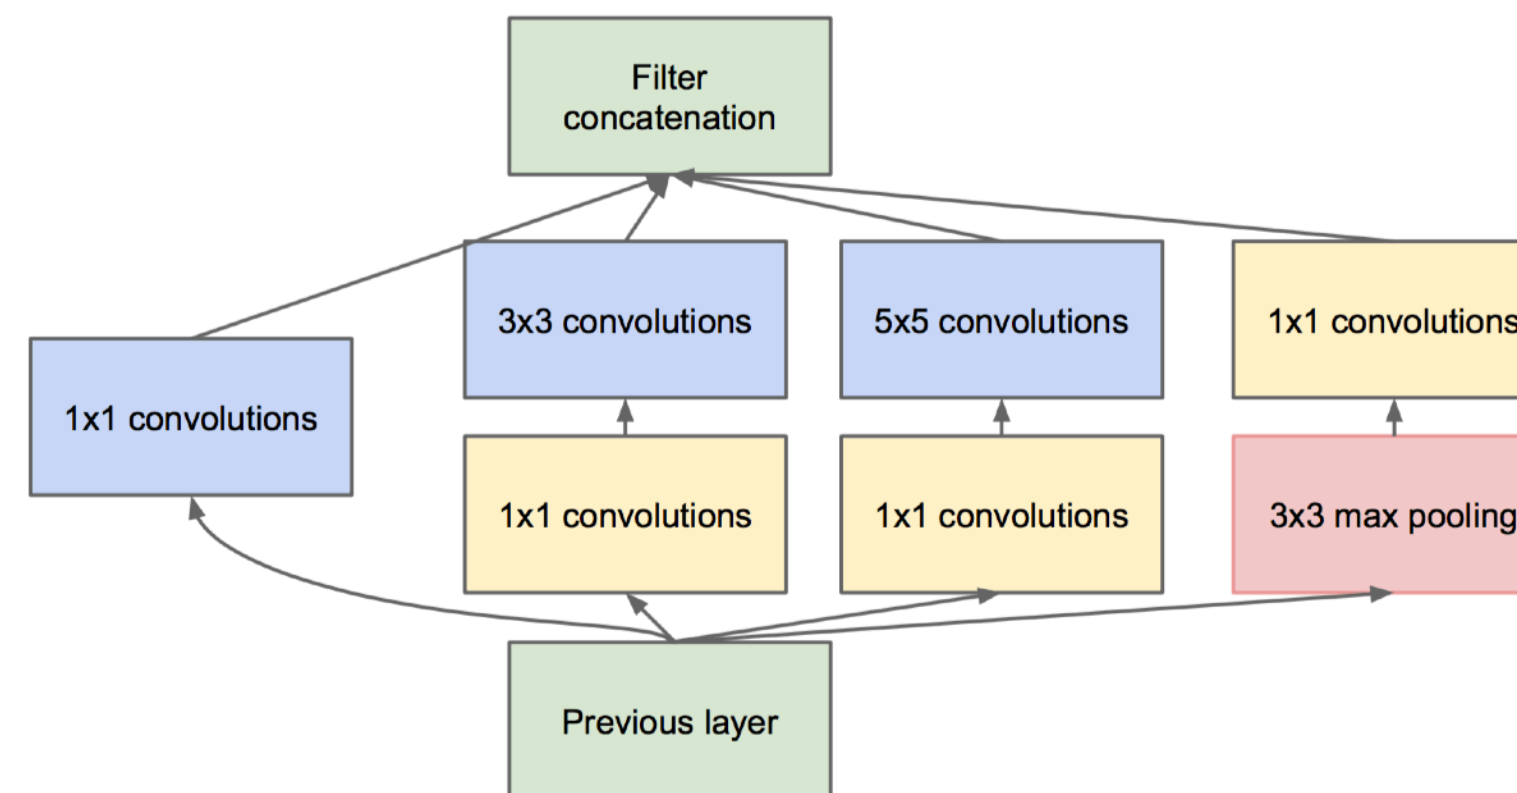 Filter
concatenation
3x3 convolutions
5x5 convolutions
1x1 convolutions
1x1 convolutions
1x1 convolutions
1x1 convolutions
3x3 max pooling
Previous layer